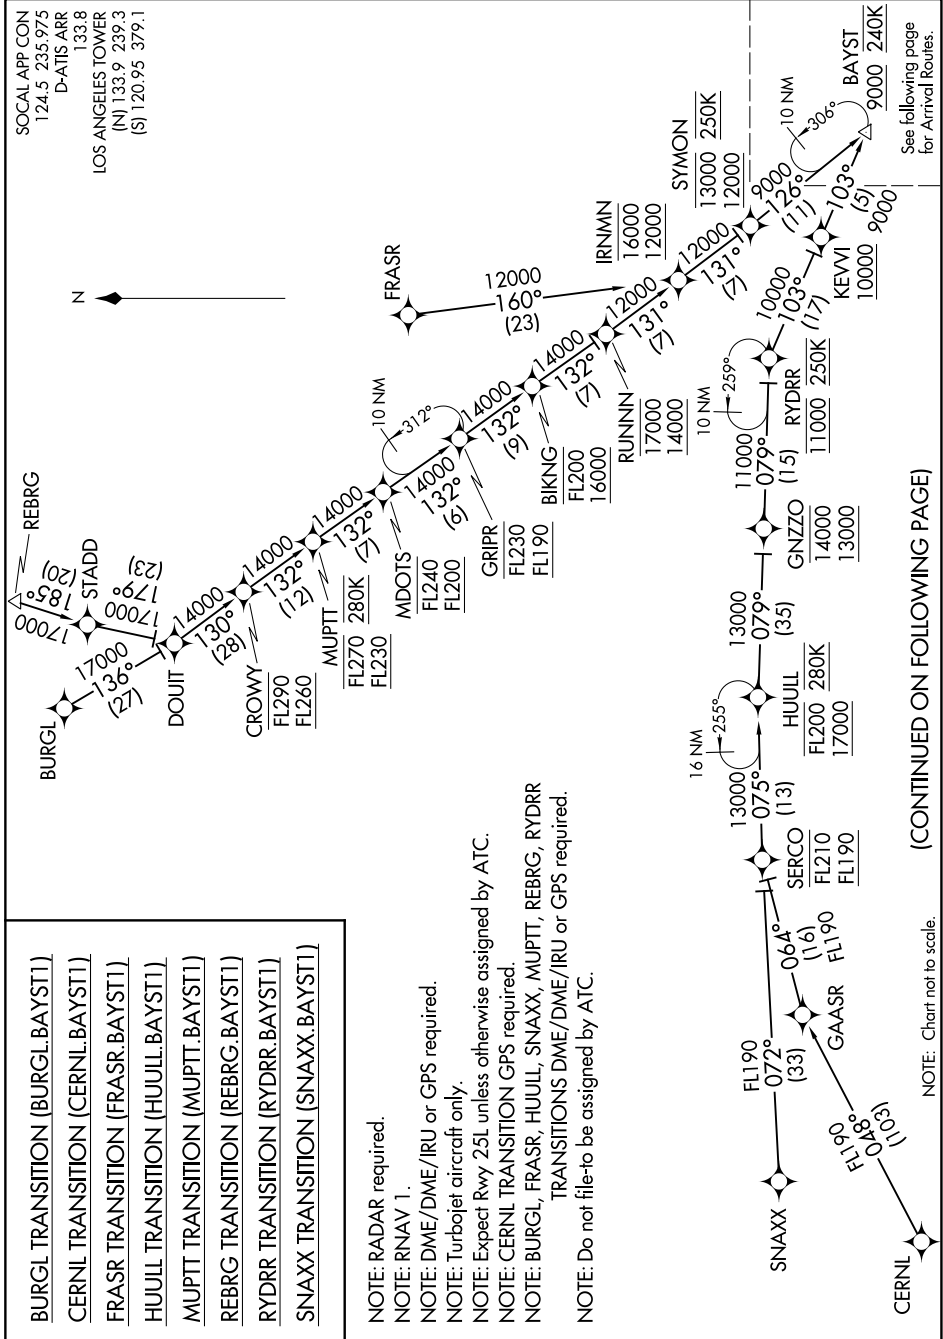 SOCAL APP CON
124.5 235.975
D-ATIS ARR
133.8
LOS ANGELES TOWER
(N) 133.9 239.3
(S) 120.95 379.1
BURGL TRANSITION (BURGL.BAYST1)
CERNL TRANSITION (CERNL.BAYST1)
FRASR TRANSITION (FRASR.BAYST1)
HUULL TRANSITION (HUULL.BAYST1)
MUPTT TRANSITION (MUPTT.BAYST1)
REBRG TRANSITION (REBRG.BAYST1)
RYDRR TRANSITION (RYDRR.BAYST1)
SNAXX TRANSITION (SNAXX.BAYST1)
NOTE: RADAR required.
NOTE: RNAV 1.
NOTE: DME/DME/IRU or GPS required.
NOTE: Turbojet aircraft only.
NOTE: Expect Rwy 25L unless otherwise assigned by ATC.
NOTE: CERNL TRANSITION GPS required.
NOTE: BURGL, FRASR, HUULL, SNAXX, MUPTT, REBRG, RYDRR
TRANSITIONS DME/DME/IRU or GPS required.
NOTE: Do not file-to be assigned by ATC.
N
REBRG
17000
185°
(20)
STADD
17000
179°
(23)
BURGL
17000
136°
(27)
DOUIT
14000
130°
(28)
CROWY
FL290
FL260
14000
132°
(12)
MUPTT
FL270 280K
FL230
14000
132°
(7)
MDOTS
FL240
FL200
10 NM
312°
14000
132°
(6)
GRIPR
FL230
FL190
14000
132°
(9)
BIKNG
FL200
16000
14000
132°
(7)
RUNNN
17000
14000
12000
131°
(7)
FRASR
12000
160°
(23)
IRNMN
16000
12000
12000
131°
(7)
SYMON
13000 250K
12000
9000
126°
(11)
10 NM
306°
BAYST
9000 240K
See following page
for Arrival Routes.
103°
(5)
9000
KEVVI
10000
10000
103°
(17)
10 NM
259°
RYDRR
11000 250K
11000
079°
(15)
GNZZO
14000
13000
13000
079°
(35)
16 NM
255°
HUULL
FL200 280K
17000
13000
075°
(13)
SERCO
FL210
FL190
064°
(16)
FL190
GAASR
FL190
072°
(33)
SNAXX
FL190
048°
(103)
CERNL
NOTE: Chart not to scale.
(CONTINUED ON FOLLOWING PAGE)